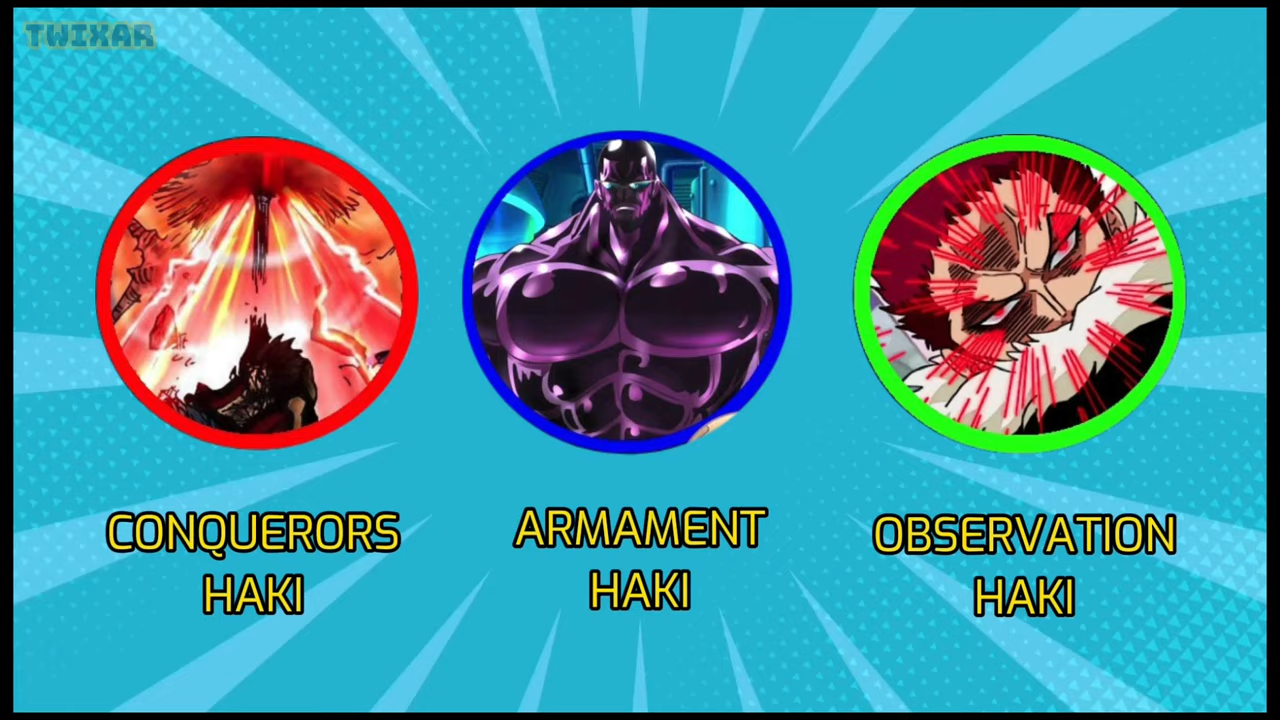 TWIXAR
CONQUERORS
HAKI
ARMAMENT
HAKI
OBSERVATION
HAKI